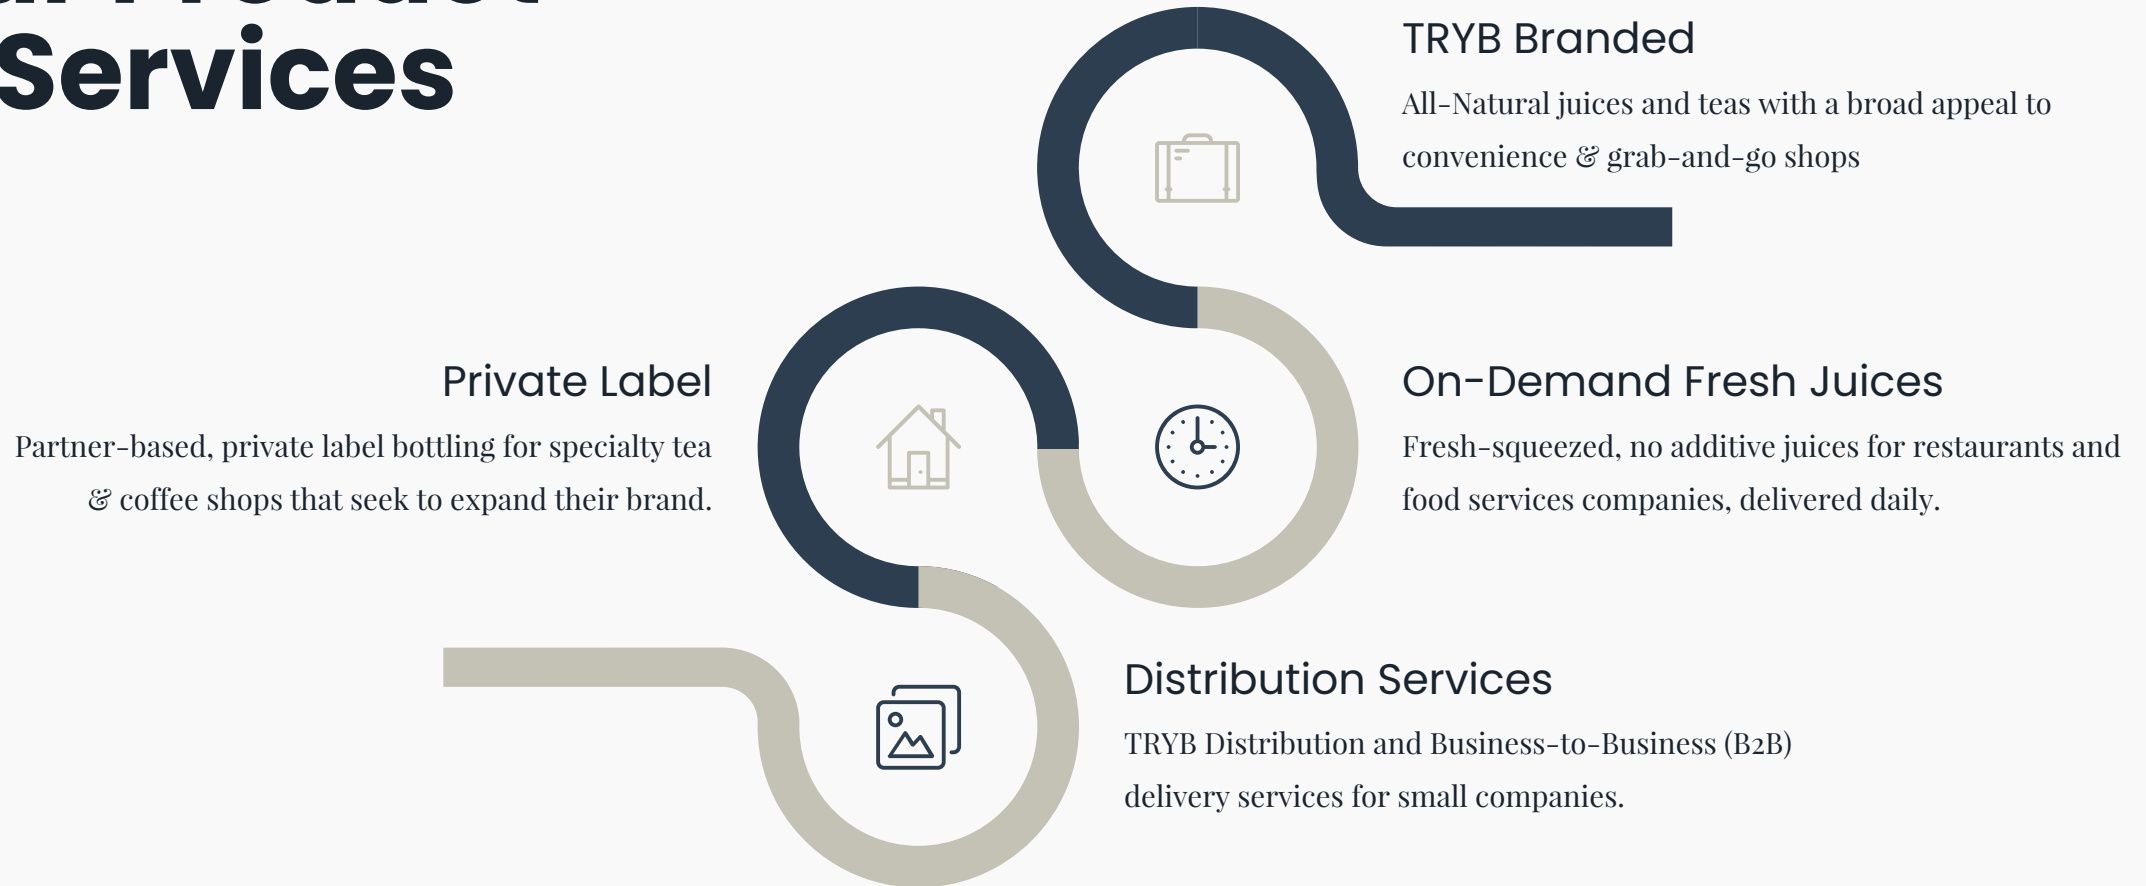 Services
TRYB Branded
All-Natural juices and teas with a broad appeal to
convenience & grab-and-go shops
Private Label
Partner-based, private label bottling for specialty tea
& coffee shops that seek to expand their brand.
On-Demand Fresh Juices
Fresh-squeezed, no additive juices for restaurants and
food services companies, delivered daily.
Distribution Services
TRYB Distribution and Business-to-Business (B2B)
delivery services for small companies.